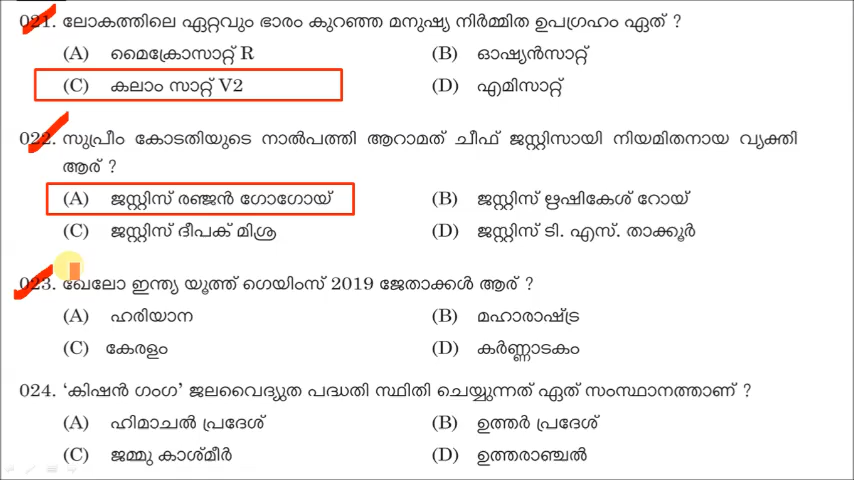 021. ലോകത്തിലെ ഏറ്റവും ഭാരം കുറഞ്ഞ മനുഷ്യ നിർമ്മിത ഉപഗ്രഹം ഏത് ?
(A) മൈക്രോസാറ്റ് R (B) ഓഷ്യൻസാറ്റ്
(C) കലാം സാറ്റ് V2 (D) എമിസാറ്റ്
022. സുപ്രീം കോടതിയുടെ നാൽപത്തി ആറാമത് ചീഫ് ജസ്റ്റിസായി നിയമിതനായ വ്യക്തി
ആര് ?
(A) ജസ്റ്റിസ് രഞ്ജൻ ഗോഗോയ് (B) ജസ്റ്റിസ് ഋഷികേശ് റോയ്
(C) ജസ്റ്റിസ് ദീപക് മിശ്ര (D) ജസ്റ്റിസ് ടി. എസ്. താക്കൂർ
023. ഖേലോ ഇന്ത്യ യൂത്ത് ഗെയിംസ് 2019 ജേതാക്കൾ ആര് ?
(A) ഹരിയാന (B) മഹാരാഷ്ട്ര
(C) കേരളം (D) കർണ്ണാടകം
024. ‘കിഷൻ ഗംഗ’ ജലവൈദ്യുത പദ്ധതി സ്ഥിതി ചെയ്യുന്നത് ഏത് സംസ്ഥാനത്താണ് ?
(A) ഹിമാചൽ പ്രദേശ് (B) ഉത്തർ പ്രദേശ്
(C) ജമ്മു കാശ്മീർ (D) ഉത്തരാഞ്ചൽ